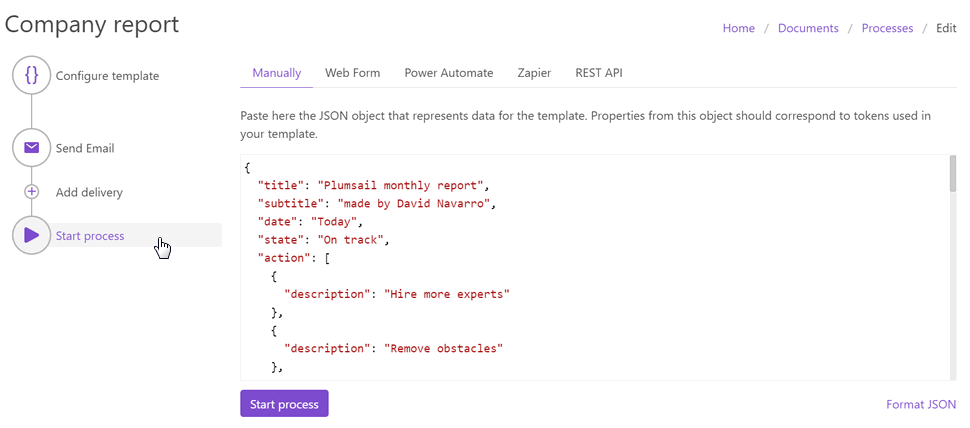 Company report
Home / Documents / Processes / Edit
{}
Configure template
Send Email
Add delivery
Start process
Manually Web Form Power Automate Zapier REST API
Paste here the JSON object that represents data for the template. Properties from this object should correspond to tokens used in
your template.
{
"title": "Plumsail monthly report",
"subtitle": "made by David Navarro",
"date": "Today",
"state": "On track",
"action": [
{
"description": "Hire more experts"
},
{
"description": "Remove obstacles"
},
Start process
Format JSON